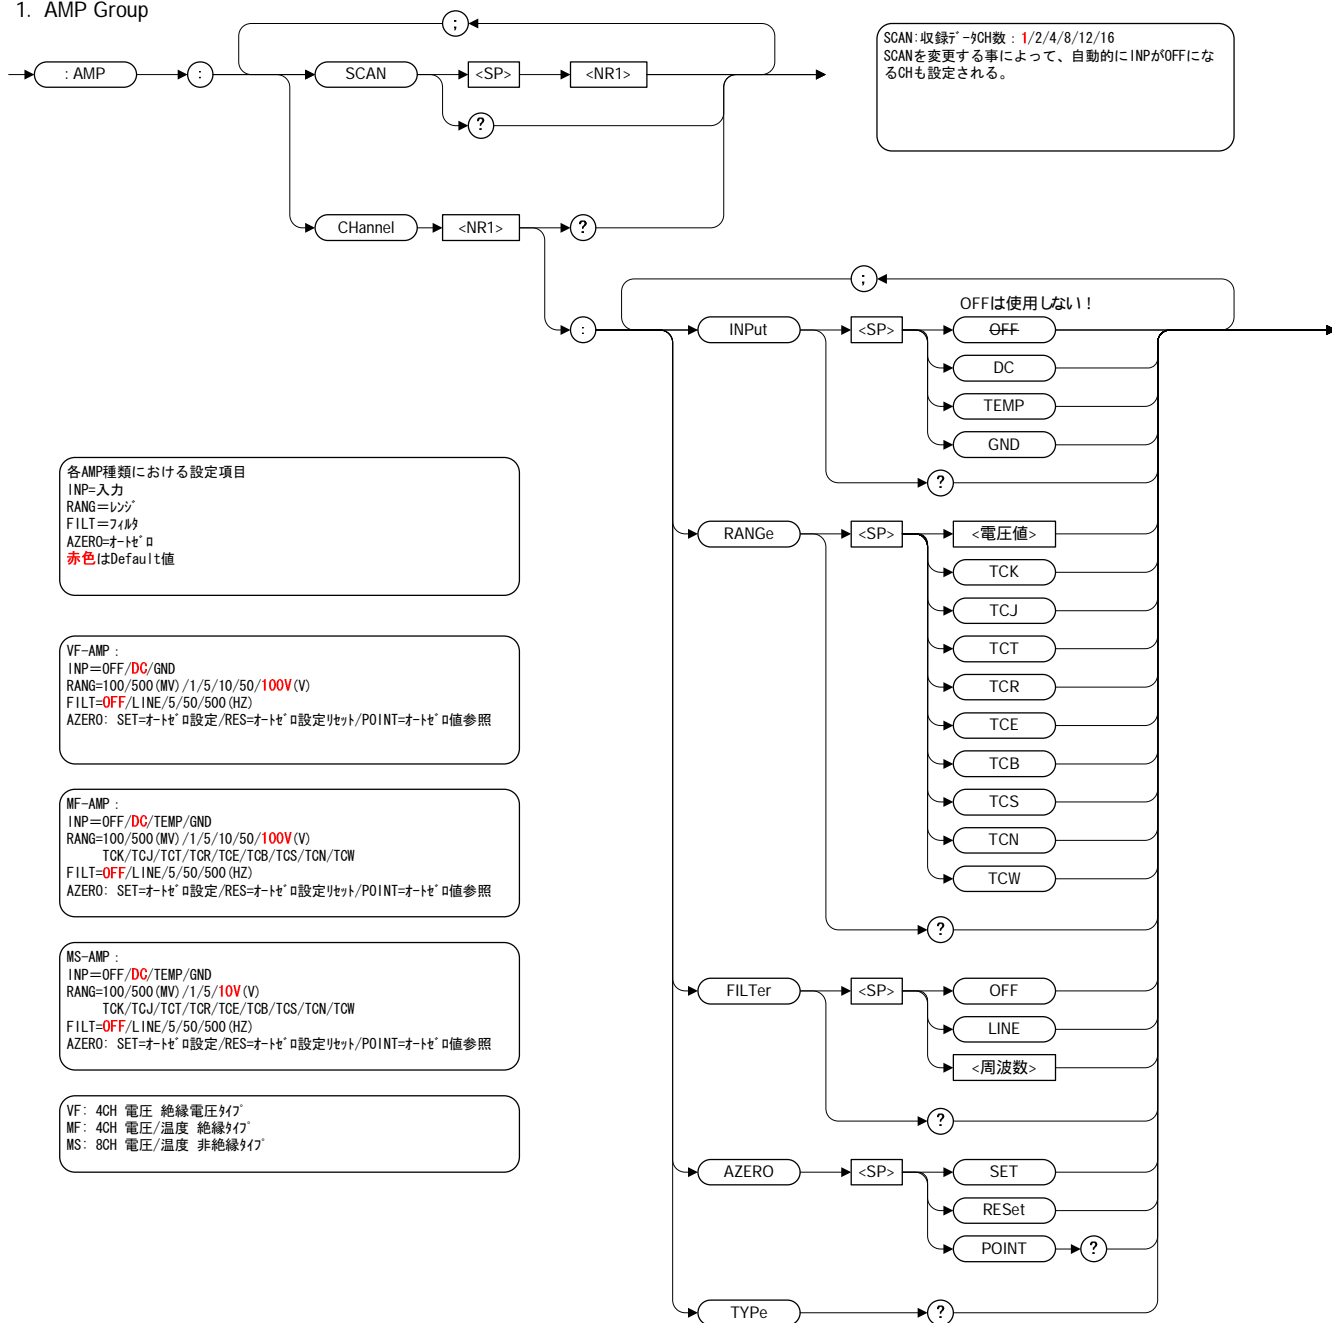 1. AMP Group
;
SCAN:収録ﾃﾞｰﾀCH数：1/2/4/8/12/16
SCANを変更する事によって、自動的にINPがOFFにな
るCHも設定される。
:AMP
:
SCAN
<SP>
<NR1>
?
CHannel
<NR1>
?
;
OFFは使用しない！
:
INPut
<SP>
OFF
DC
TEMP
GND
?
各AMP種類における設定項目
INP=入力
RANG＝ﾚﾝｼﾞ
FILT＝ﾌｨﾙﾀ
AZERO=ｵｰﾄｾﾞﾛ
赤色はDefault値
RANGe
<SP>
<電圧値>
TCK
TCJ
TCT
TCR
TCE
TCB
TCS
TCN
TCW
?
VF-AMP：
INP＝OFF/DC/GND
RANG=100/500(MV)/1/5/10/50/100V(V)
FILT=OFF/LINE/5/50/500(HZ)
AZERO: SET=ｵｰﾄｾﾞﾛ設定/RES=ｵｰﾄｾﾞﾛ設定ﾘｾｯﾄ/POINT=ｵｰﾄｾﾞﾛ値参照
MF-AMP：
INP＝OFF/DC/TEMP/GND
RANG=100/500(MV)/1/5/10/50/100V(V)
TCK/TCJ/TCT/TCR/TCE/TCB/TCS/TCN/TCW
FILT=OFF/LINE/5/50/500(HZ)
AZERO: SET=ｵｰﾄｾﾞﾛ設定/RES=ｵｰﾄｾﾞﾛ設定ﾘｾｯﾄ/POINT=ｵｰﾄｾﾞﾛ値参照
MS-AMP：
INP＝OFF/DC/TEMP/GND
RANG=100/500(MV)/1/5/10V(V)
TCK/TCJ/TCT/TCR/TCE/TCB/TCS/TCN/TCW
FILT=OFF/LINE/5/50/500(HZ)
AZERO: SET=ｵｰﾄｾﾞﾛ設定/RES=ｵｰﾄｾﾞﾛ設定ﾘｾｯﾄ/POINT=ｵｰﾄｾﾞﾛ値参照
VF: 4CH 電圧 絶縁電圧ﾀｲﾌﾟ
MF: 4CH 電圧/温度 絶縁ﾀｲﾌﾟ
MS: 8CH 電圧/温度 非絶縁ﾀｲﾌﾟ
FILTer
<SP>
OFF
LINE
<周波数>
?
AZERO
<SP>
SET
RESet
POINT
?
TYPe
?